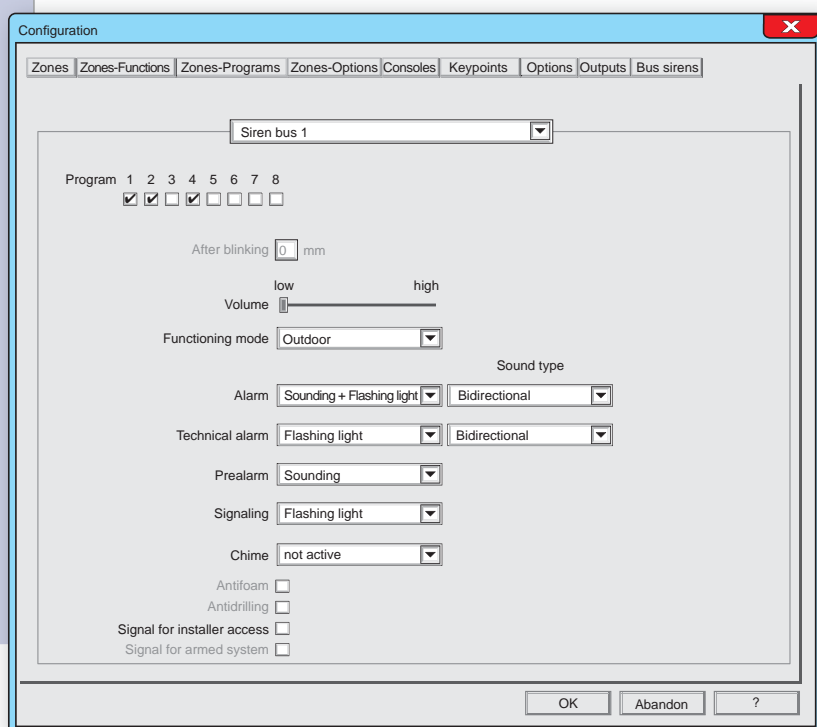 Configuration
Zones Zones-Functions Zones-Programs Zones-Options Consoles Keypoints Options Outputs Bus sirens
Siren bus 1
Program 1 2 3 4 5 6 7 8
After blinking 0 mm
low high
Volume
Functioning mode Outdoor
Sound type
Alarm Sounding + Flashing light Bidirectional
Technical alarm Flashing light Bidirectional
Prealarm Sounding
Signaling Flashing light
Chime not active
Antifoam
Antidrilling
Signal for installer access
Signal for armed system
OK Abandon ?